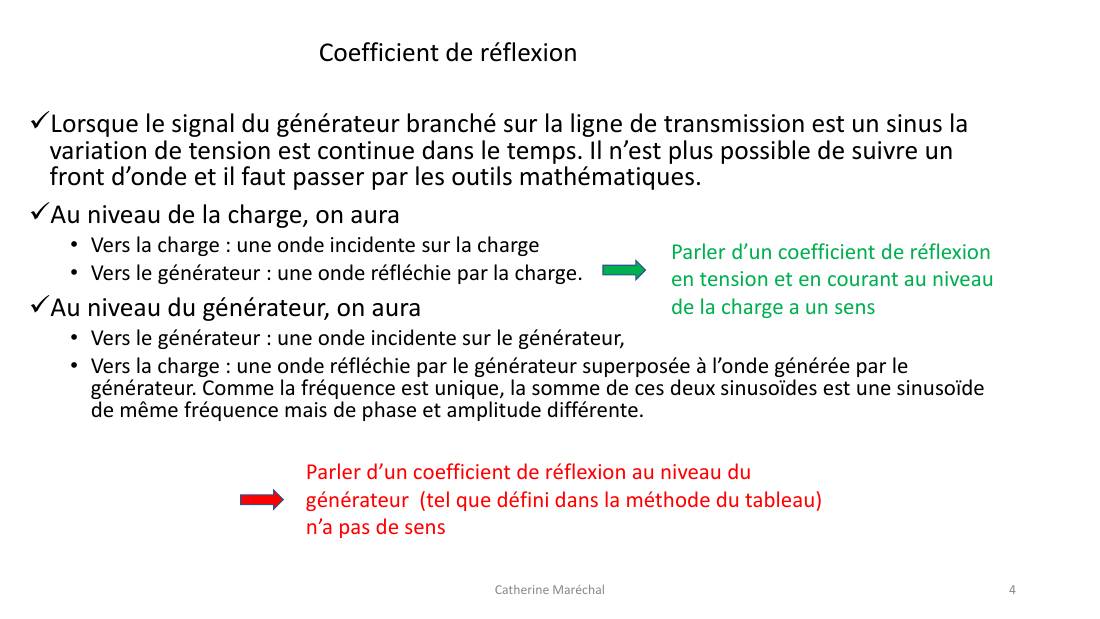 Coefficient de réflexion
✓Lorsque le signal du générateur branché sur la ligne de transmission est un sinus la
variation de tension est continue dans le temps. Il n’est plus possible de suivre un
front d’onde et il faut passer par les outils mathématiques.
✓Au niveau de la charge, on aura
• Vers la charge : une onde incidente sur la charge
• Vers le générateur : une onde réfléchie par la charge.
Parler d’un coefficient de réflexion
en tension et en courant au niveau
de la charge a un sens
✓Au niveau du générateur, on aura
• Vers le générateur : une onde incidente sur le générateur,
• Vers la charge : une onde réfléchie par le générateur superposée à l’onde générée par le
générateur. Comme la fréquence est unique, la somme de ces deux sinusoïdes est une sinusoïde
de même fréquence mais de phase et amplitude différente.
Parler d’un coefficient de réflexion au niveau du
générateur (tel que défini dans la méthode du tableau)
n’a pas de sens
Catherine Maréchal
4